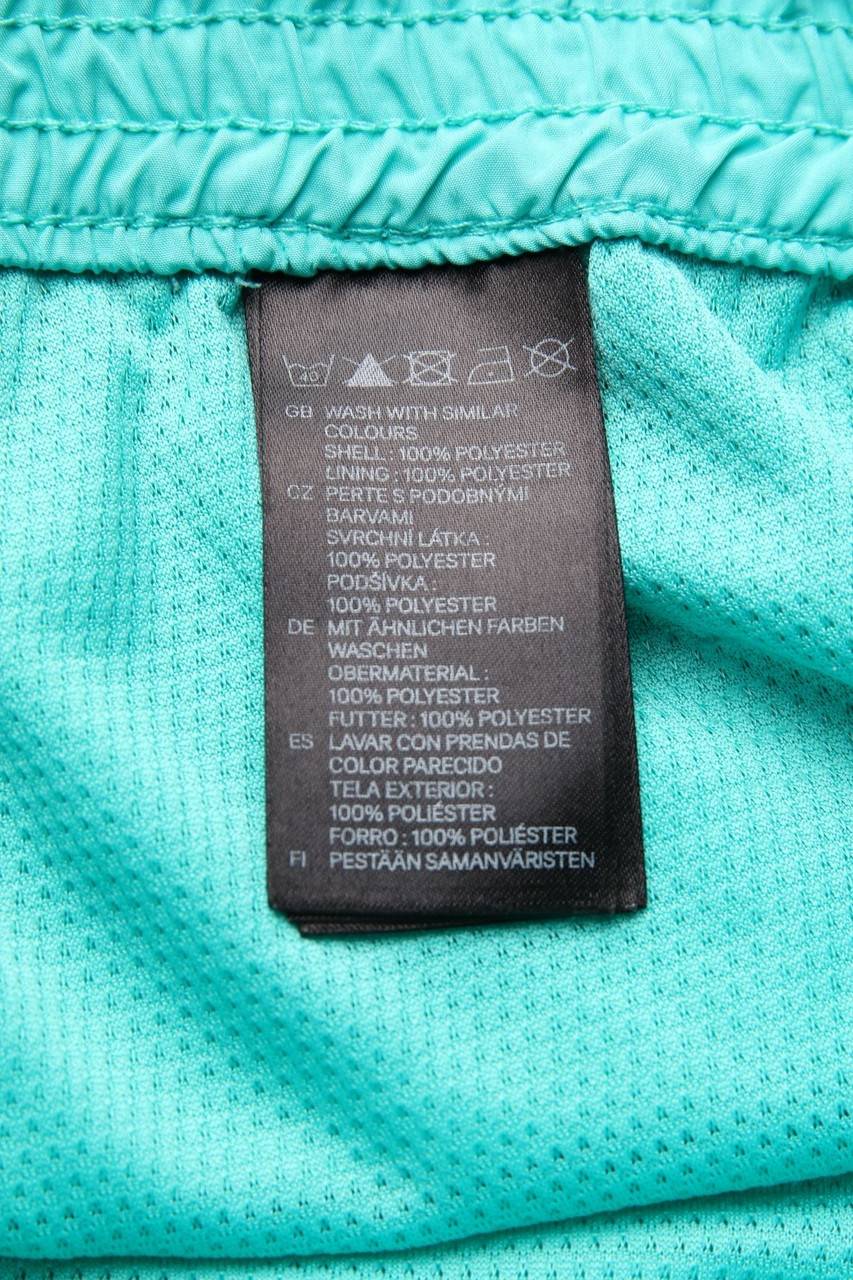 40
GB WASH WITH SIMILAR
COLOURS
SHELL : 100% POLYESTER
LINING : 100% POLYESTER
CZ PERTE S PODOBNÝMI
BARVAMI
SVRCHNÍ LÁTKA :
100% POLYESTER
PODŠÍVKA :
100% POLYESTER
DE MIT ÄHNLICHEN FARBEN
WASCHEN
OBERMATERIAL :
100% POLYESTER
FUTTER : 100% POLYESTER
ES LAVAR CON PRENDAS DE
COLOR PARECIDO
TELA EXTERIOR :
100% POLIÉSTER
FORRO : 100% POLIÉSTER
FI PESTÄÄN SAMANVÄRISTEN